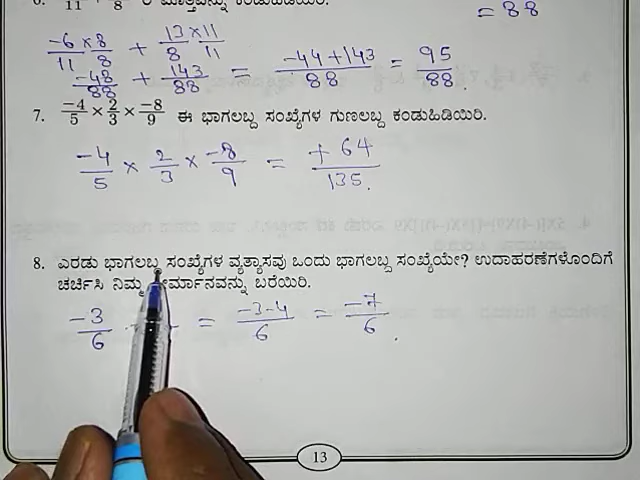 = 88
-6/11 × 8/8 + 13/8 × 11/11
-48/88 + 143/88 = -44+143/88 = 95/88.
7. -4/5 × 2/3 × -8/9 ಈ ಭಾಗಲಬ್ಧ ಸಂಖ್ಯೆಗಳ ಗುಣಲಬ್ಧ ಕಂಡುಹಿಡಿಯಿರಿ.
-4/5 × 2/3 × -8/9 = +64/135.
8. ಎರಡು ಭಾಗಲಬ್ಧ ಸಂಖ್ಯೆಗಳ ವ್ಯತ್ಯಾಸವು ಒಂದು ಭಾಗಲಬ್ಧ ಸಂಖ್ಯೆಯೇ? ಉದಾಹರಣೆಗಳೊಂದಿಗೆ
ಚರ್ಚಿಸಿ ನಿಮ್ಮ ಬರೆಯಿರಿ.
-3/6 = -3-4/6 = -7/6.
13